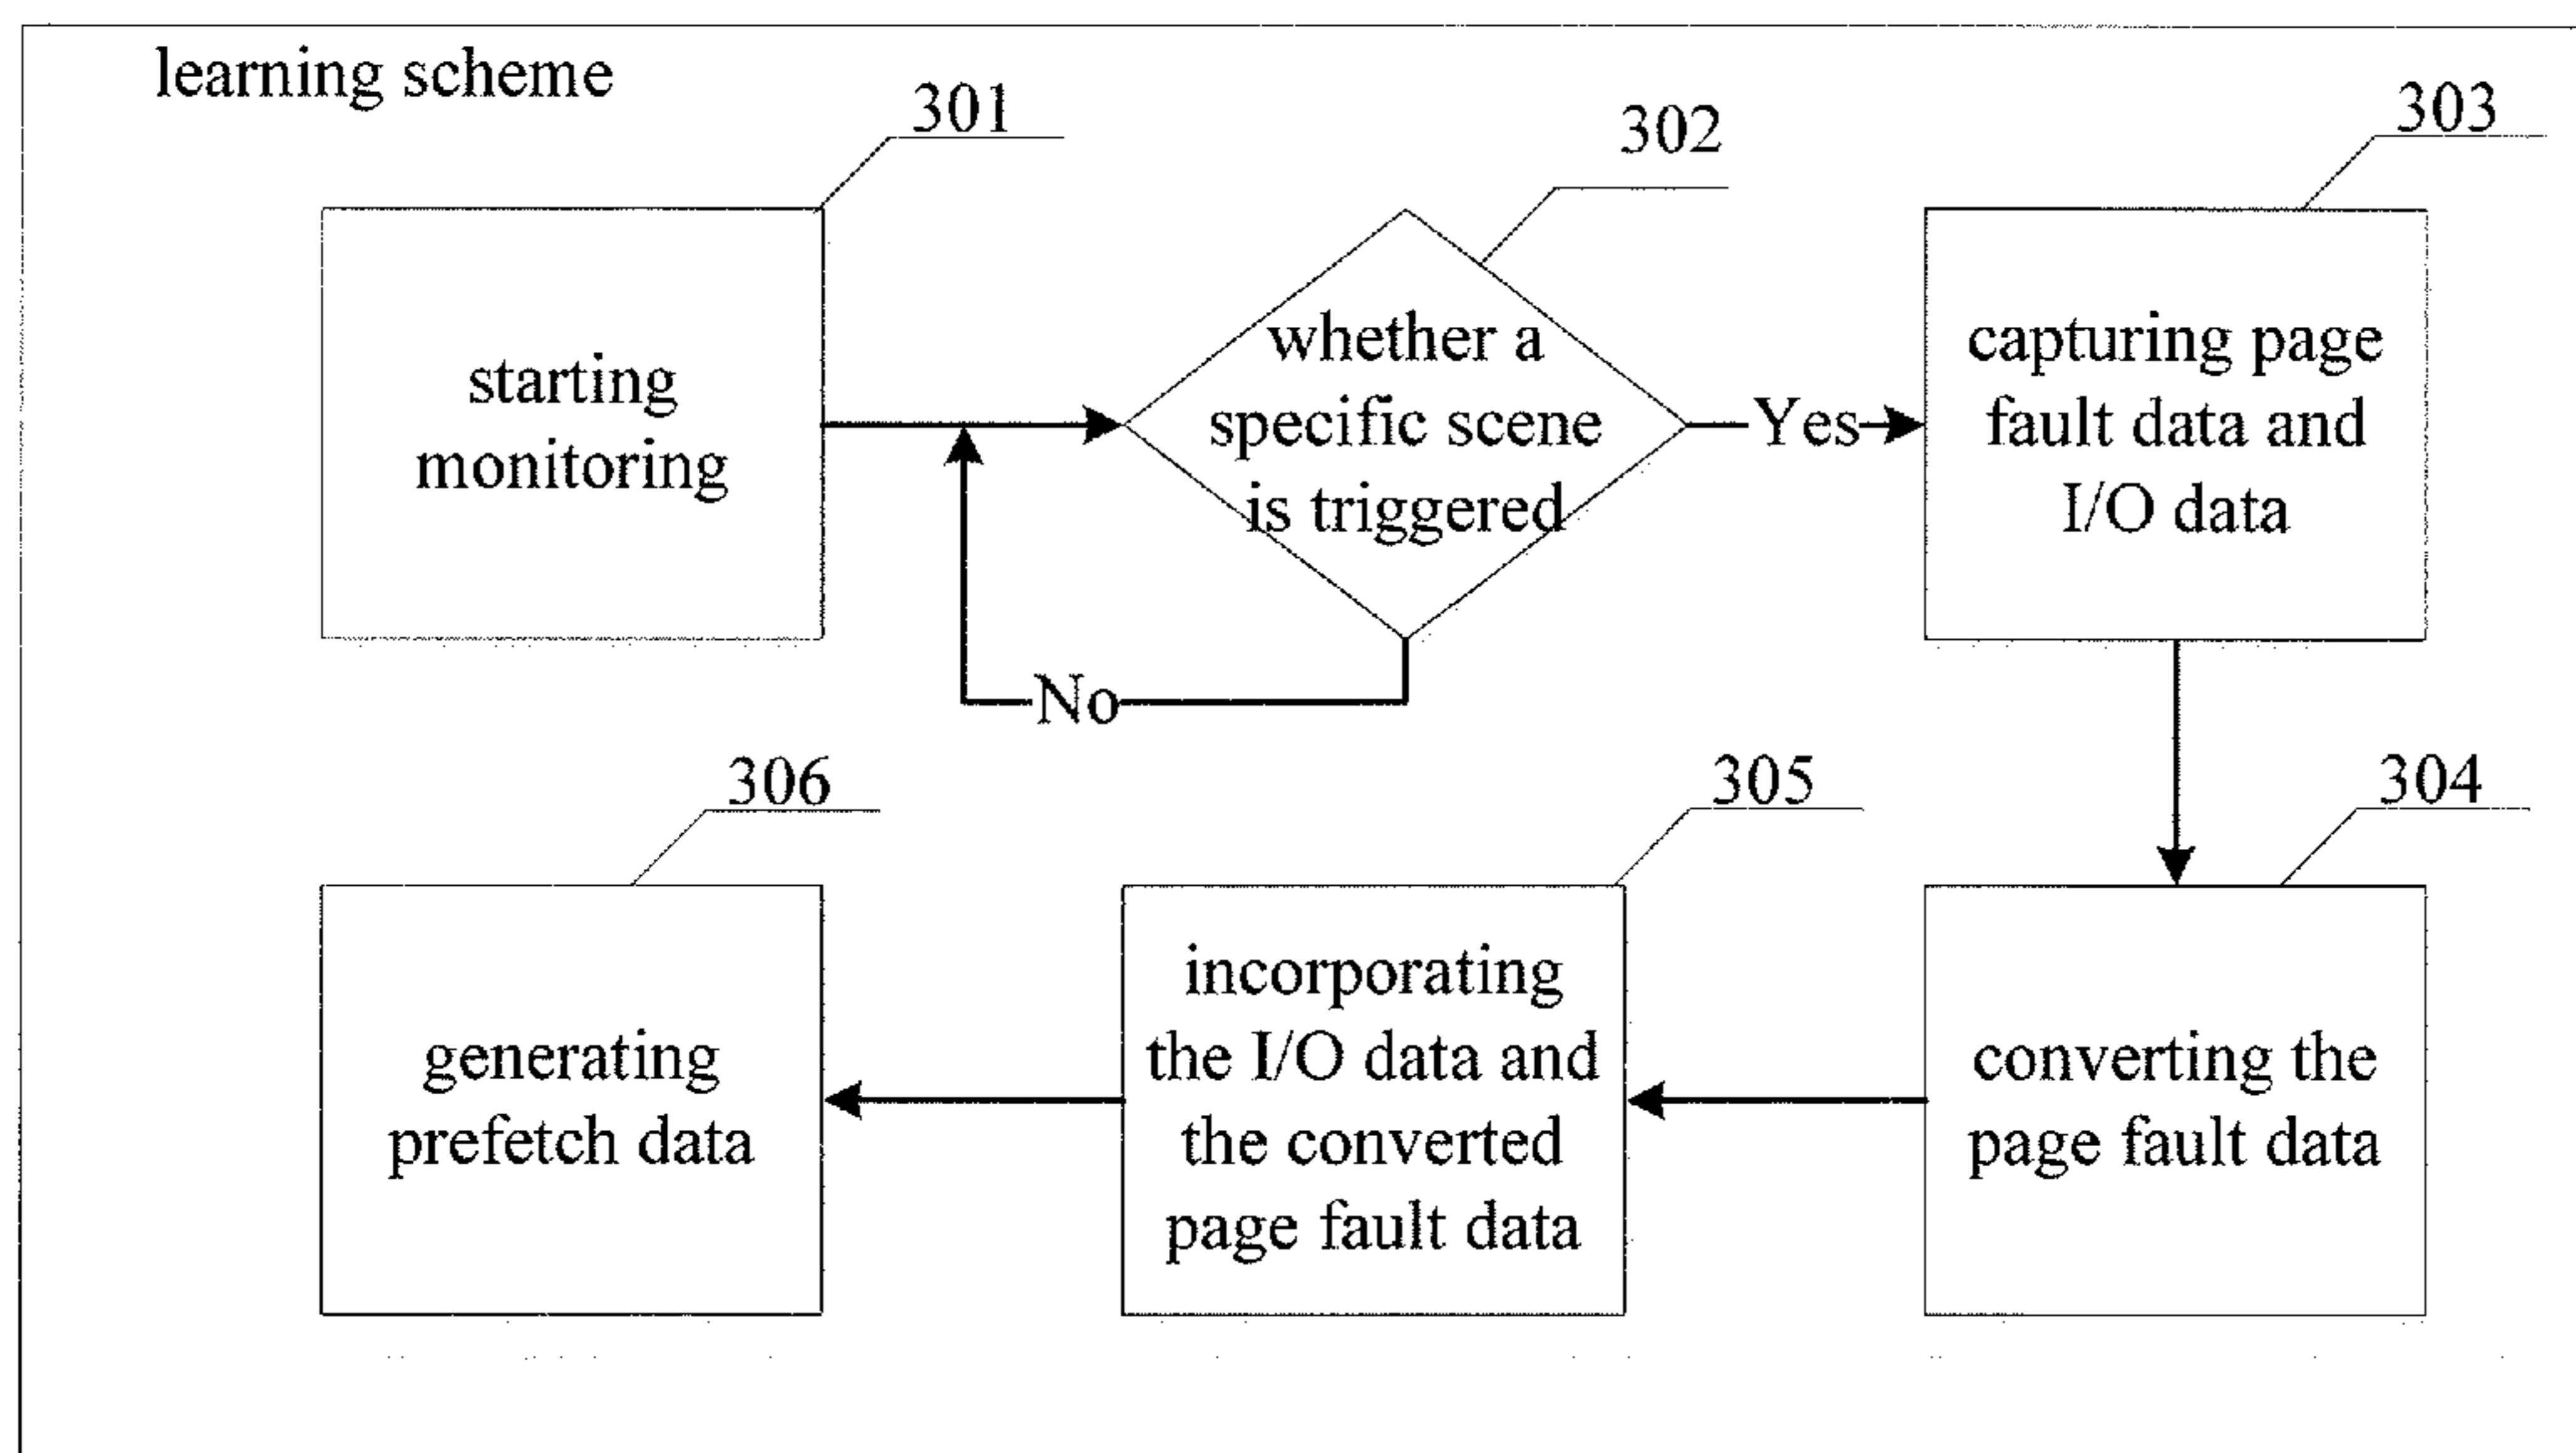 learning scheme
301
302
303
starting
monitoring
whether a
specific scene
is triggered
Yes
capturing page
fault data and
I/O data
No
306
305
304
generating
prefetch data
incorporating
the I/O data and
the converted
page fault data
converting the
page fault data